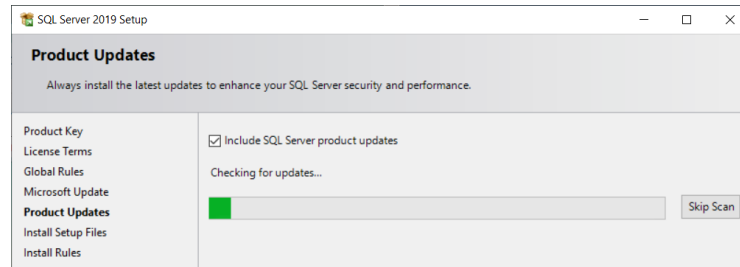 SQL Server 2019 Setup
Product Updates
Always install the latest updates to enhance your SQL Server security and performance.
Product Key
License Terms
Global Rules
Microsoft Update
Product Updates
Install Setup Files
Install Rules
Include SQL Server product updates
Checking for updates...
Skip Scan